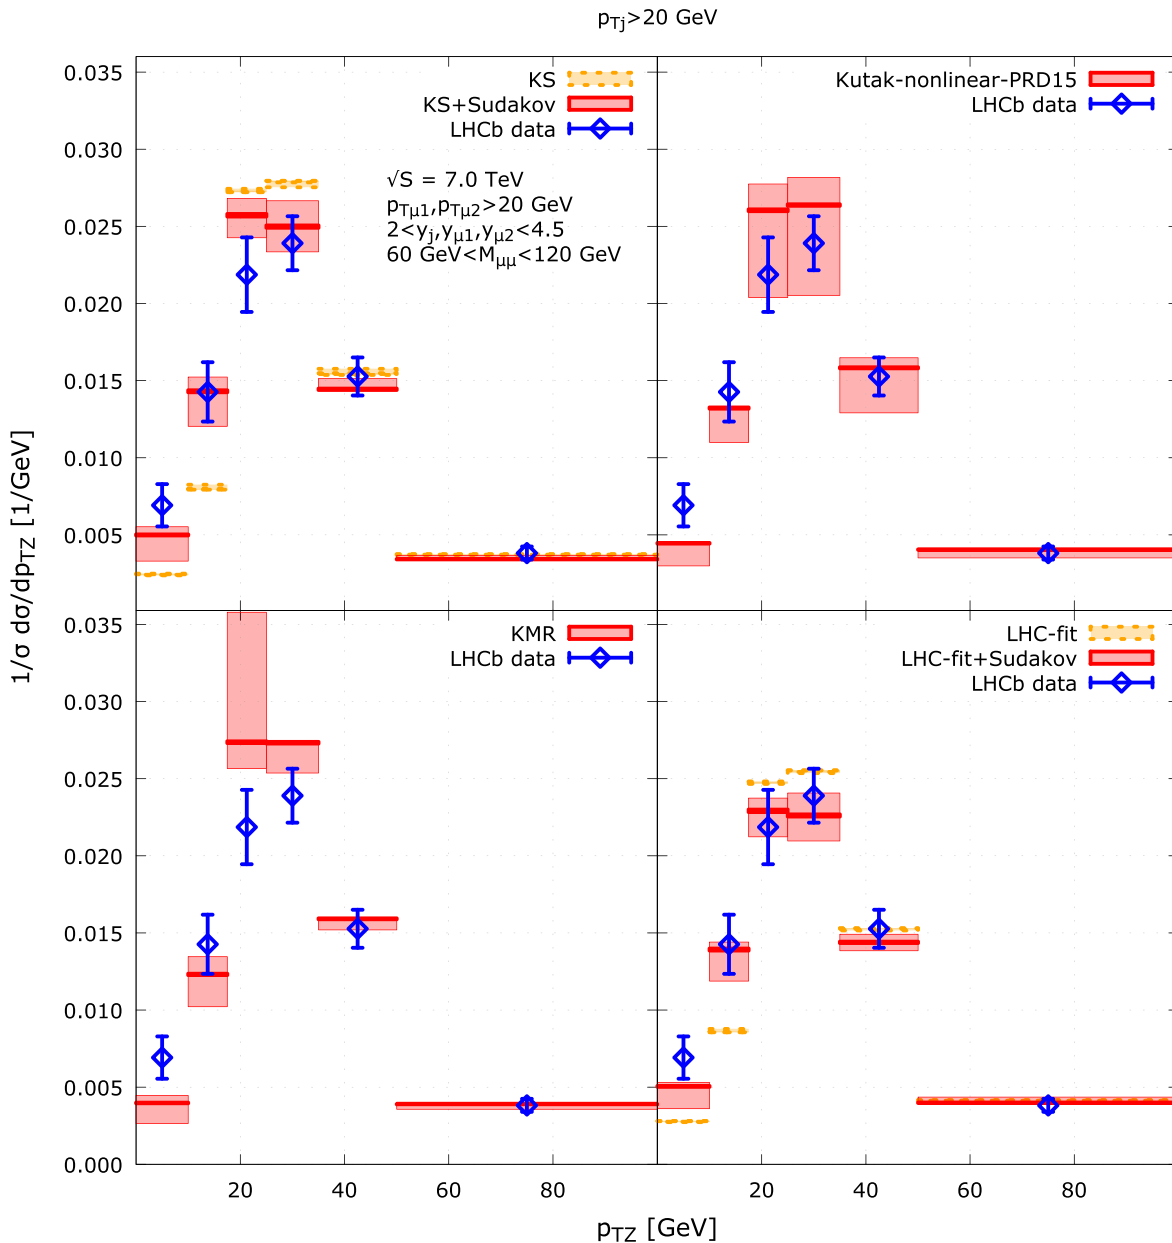 p_Tj>20 GeV
KS
KS+Sudakov
LHCb data
√S = 7.0 TeV
p_Tμ1,p_Tμ2>20 GeV
2<y_j,y_μ1,y_μ2<4.5
60 GeV<M_μμ<120 GeV
Kutak-nonlinear-PRD15
LHCb data
0.035
0.030
0.025
0.020
0.015
0.010
0.005
1/σ dσ/dp_TZ [1/GeV]
KMR
LHCb data
LHC-fit
LHC-fit+Sudakov
LHCb data
0.035
0.030
0.025
0.020
0.015
0.010
0.005
0.000
20 40 60 80 20 40 60 80
p_TZ [GeV]